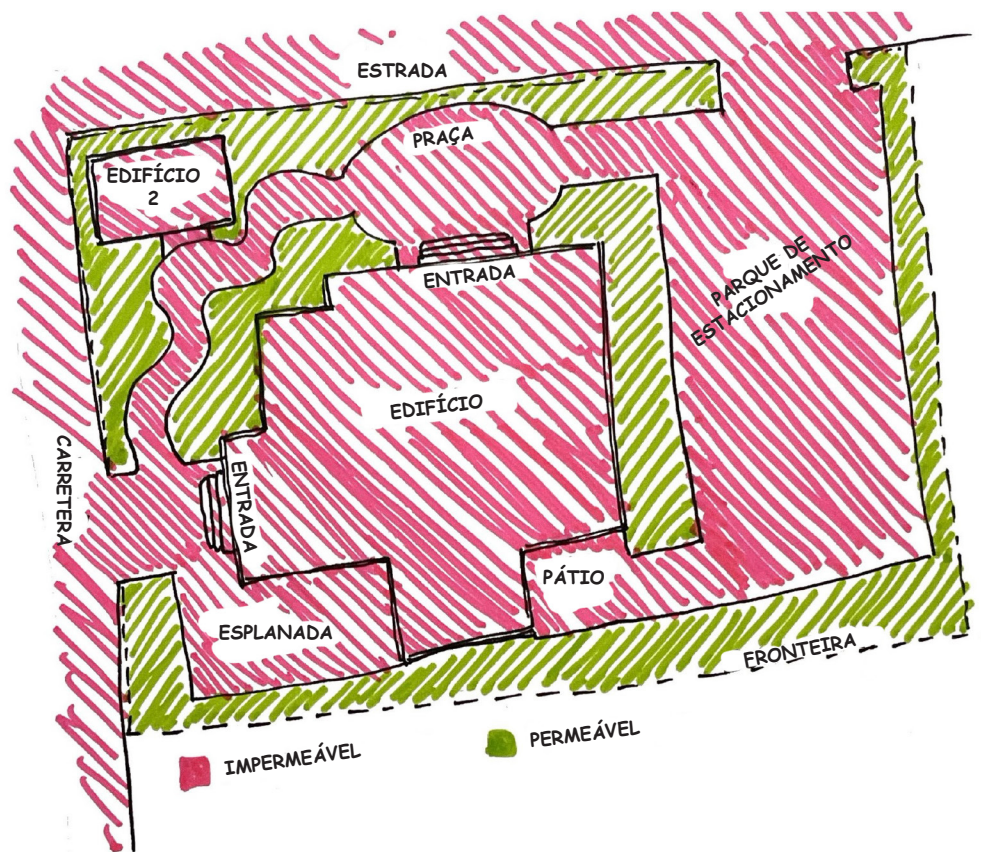 ESTRADA
PRAÇA
EDIFÍCIO
2
ENTRADA
PARQUE DE
ESTACIONAMENTO
EDIFÍCIO
CARRETERA
ENTRADA
PÁTIO
ESPLANADA
FRONTEIRA
IMPERMEÁVEL
PERMEÁVEL